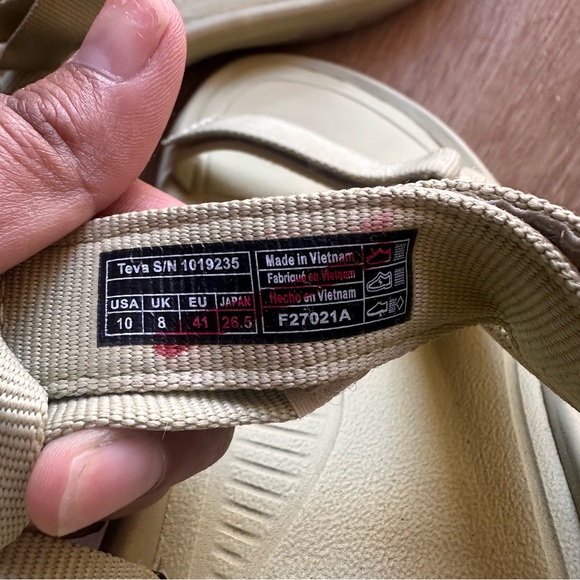 Teva S/N 1019235
USA UK EU JAPAN
10 8 41 26.5
Made in Vietnam
Fabriqué en Vietnam
Hecho en Vietnam
F27021A